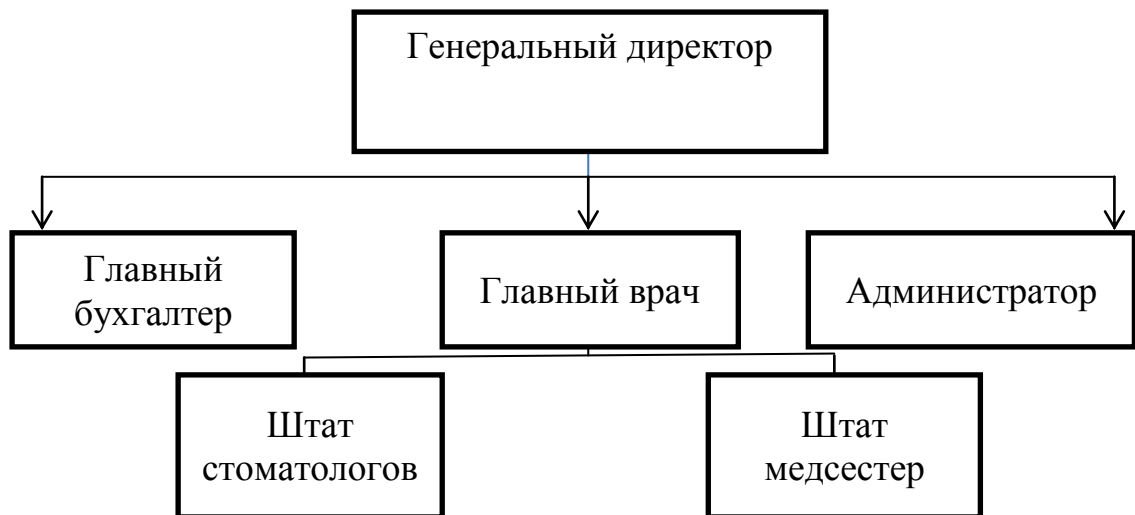 Генеральный директор
Главный
бухгалтер
Главный врач
Администратор
Штат
стоматологов
Штат
медсестер